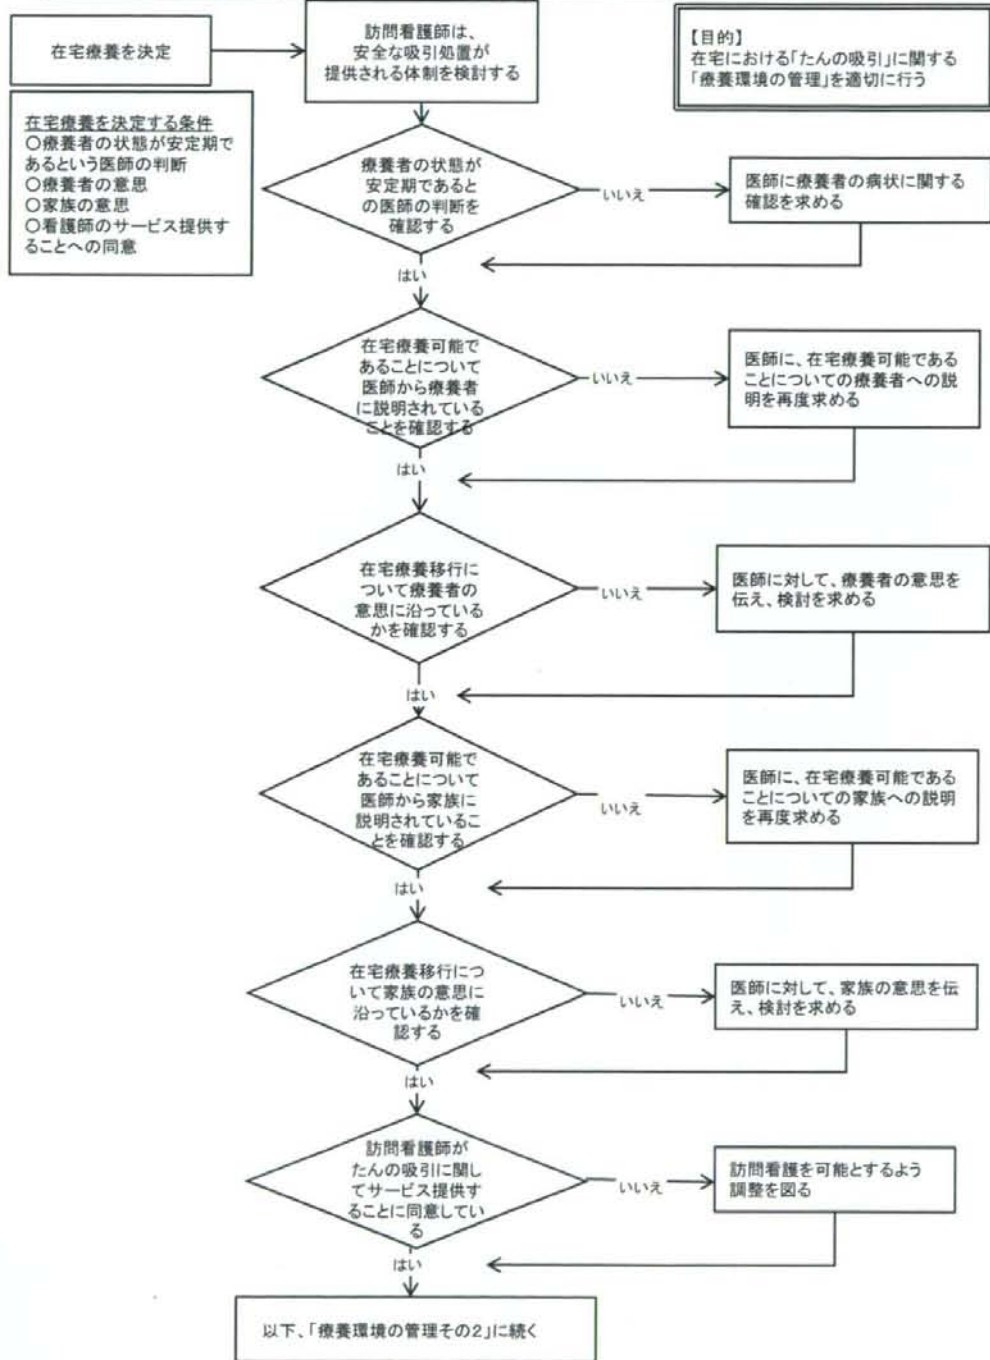 在宅療養を決定
訪問看護師は、
安全な吸引処置が
提供される体制を検討する
【目的】
在宅における「たんの吸引」に関する
「療養環境の管理」を適切に行う
在宅療養を決定する条件
○療養者の状態が安定期で
あるという医師の判断
○療養者の意思
○家族の意思
○看護師のサービス提供す
ることへの同意
療養者の状態が
安定期であると
の医師の判断を
確認する
いいえ
医師に療養者の病状に関する
確認を求める
はい
在宅療養可能で
あることについて
医師から療養者
に説明されている
ことを確認する
いいえ
医師に、在宅療養可能である
ことについての療養者への説
明を再度求める
はい
在宅療養移行に
ついて療養者の
意思に沿っている
かを確認する
いいえ
医師に対して、療養者の意思を
伝え、検討を求める
はい
在宅療養可能で
あることについて
医師から家族に
説明されているこ
とを確認する
いいえ
医師に、在宅療養可能である
ことについての家族への説明
を再度求める
はい
在宅療養移行につ
いて家族の意思に
沿っているかを確
認する
いいえ
医師に対して、家族の意思を伝
え、検討を求める
はい
訪問看護師が
たんの吸引に関し
てサービス提供す
ることに同意してい
る
いいえ
訪問看護を可能とするよう
調整を図る
はい
以下、「療養環境の管理その2」に続く